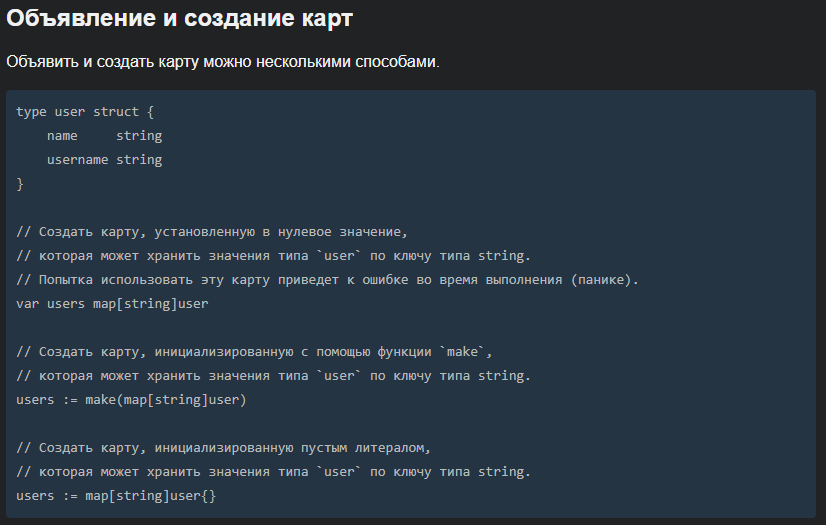 Объявление и создание карт
Объявить и создать карту можно несколькими способами.
type user struct {
    name     string
    username string
}
// Создать карту, установленную в нулевое значение,
// которая может хранить значения типа `user` по ключу типа string.
// Попытка использовать эту карту приведет к ошибке во время выполнения (панике).
var users map[string]user
// Создать карту, инициализированную с помощью функции `make`,
// которая может хранить значения типа `user` по ключу типа string.
users := make(map[string]user)
// Создать карту, инициализированную пустым литералом,
// которая может хранить значения типа `user` по ключу типа string.
users := map[string]user{}